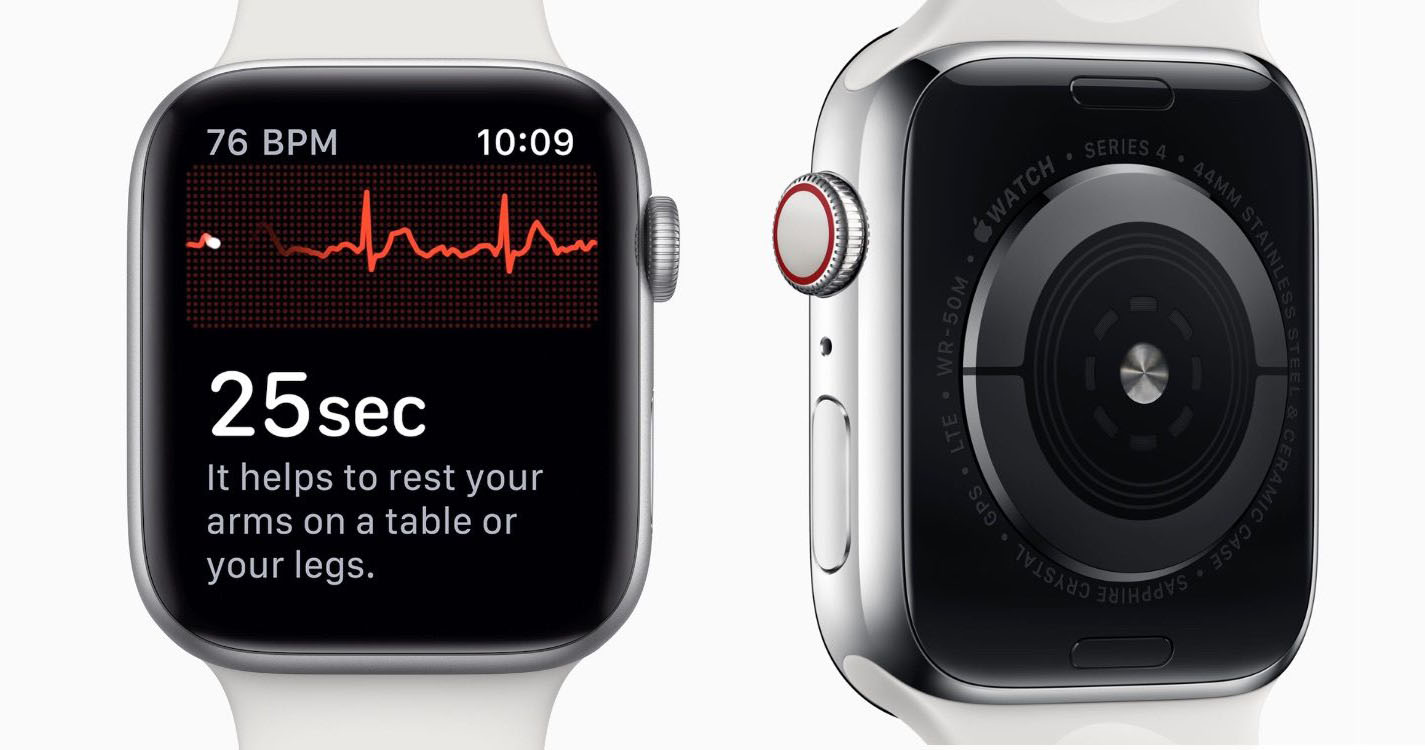 76 BPM 10:09
25sec
It helps to rest your
arms on a table or
your legs.
WATCH • SERIES 4 • 44MM STAINLESS STEEL & CERAMIC CASE • SAPPHIRE CRYSTAL • GPS • LTE • WR-50M •